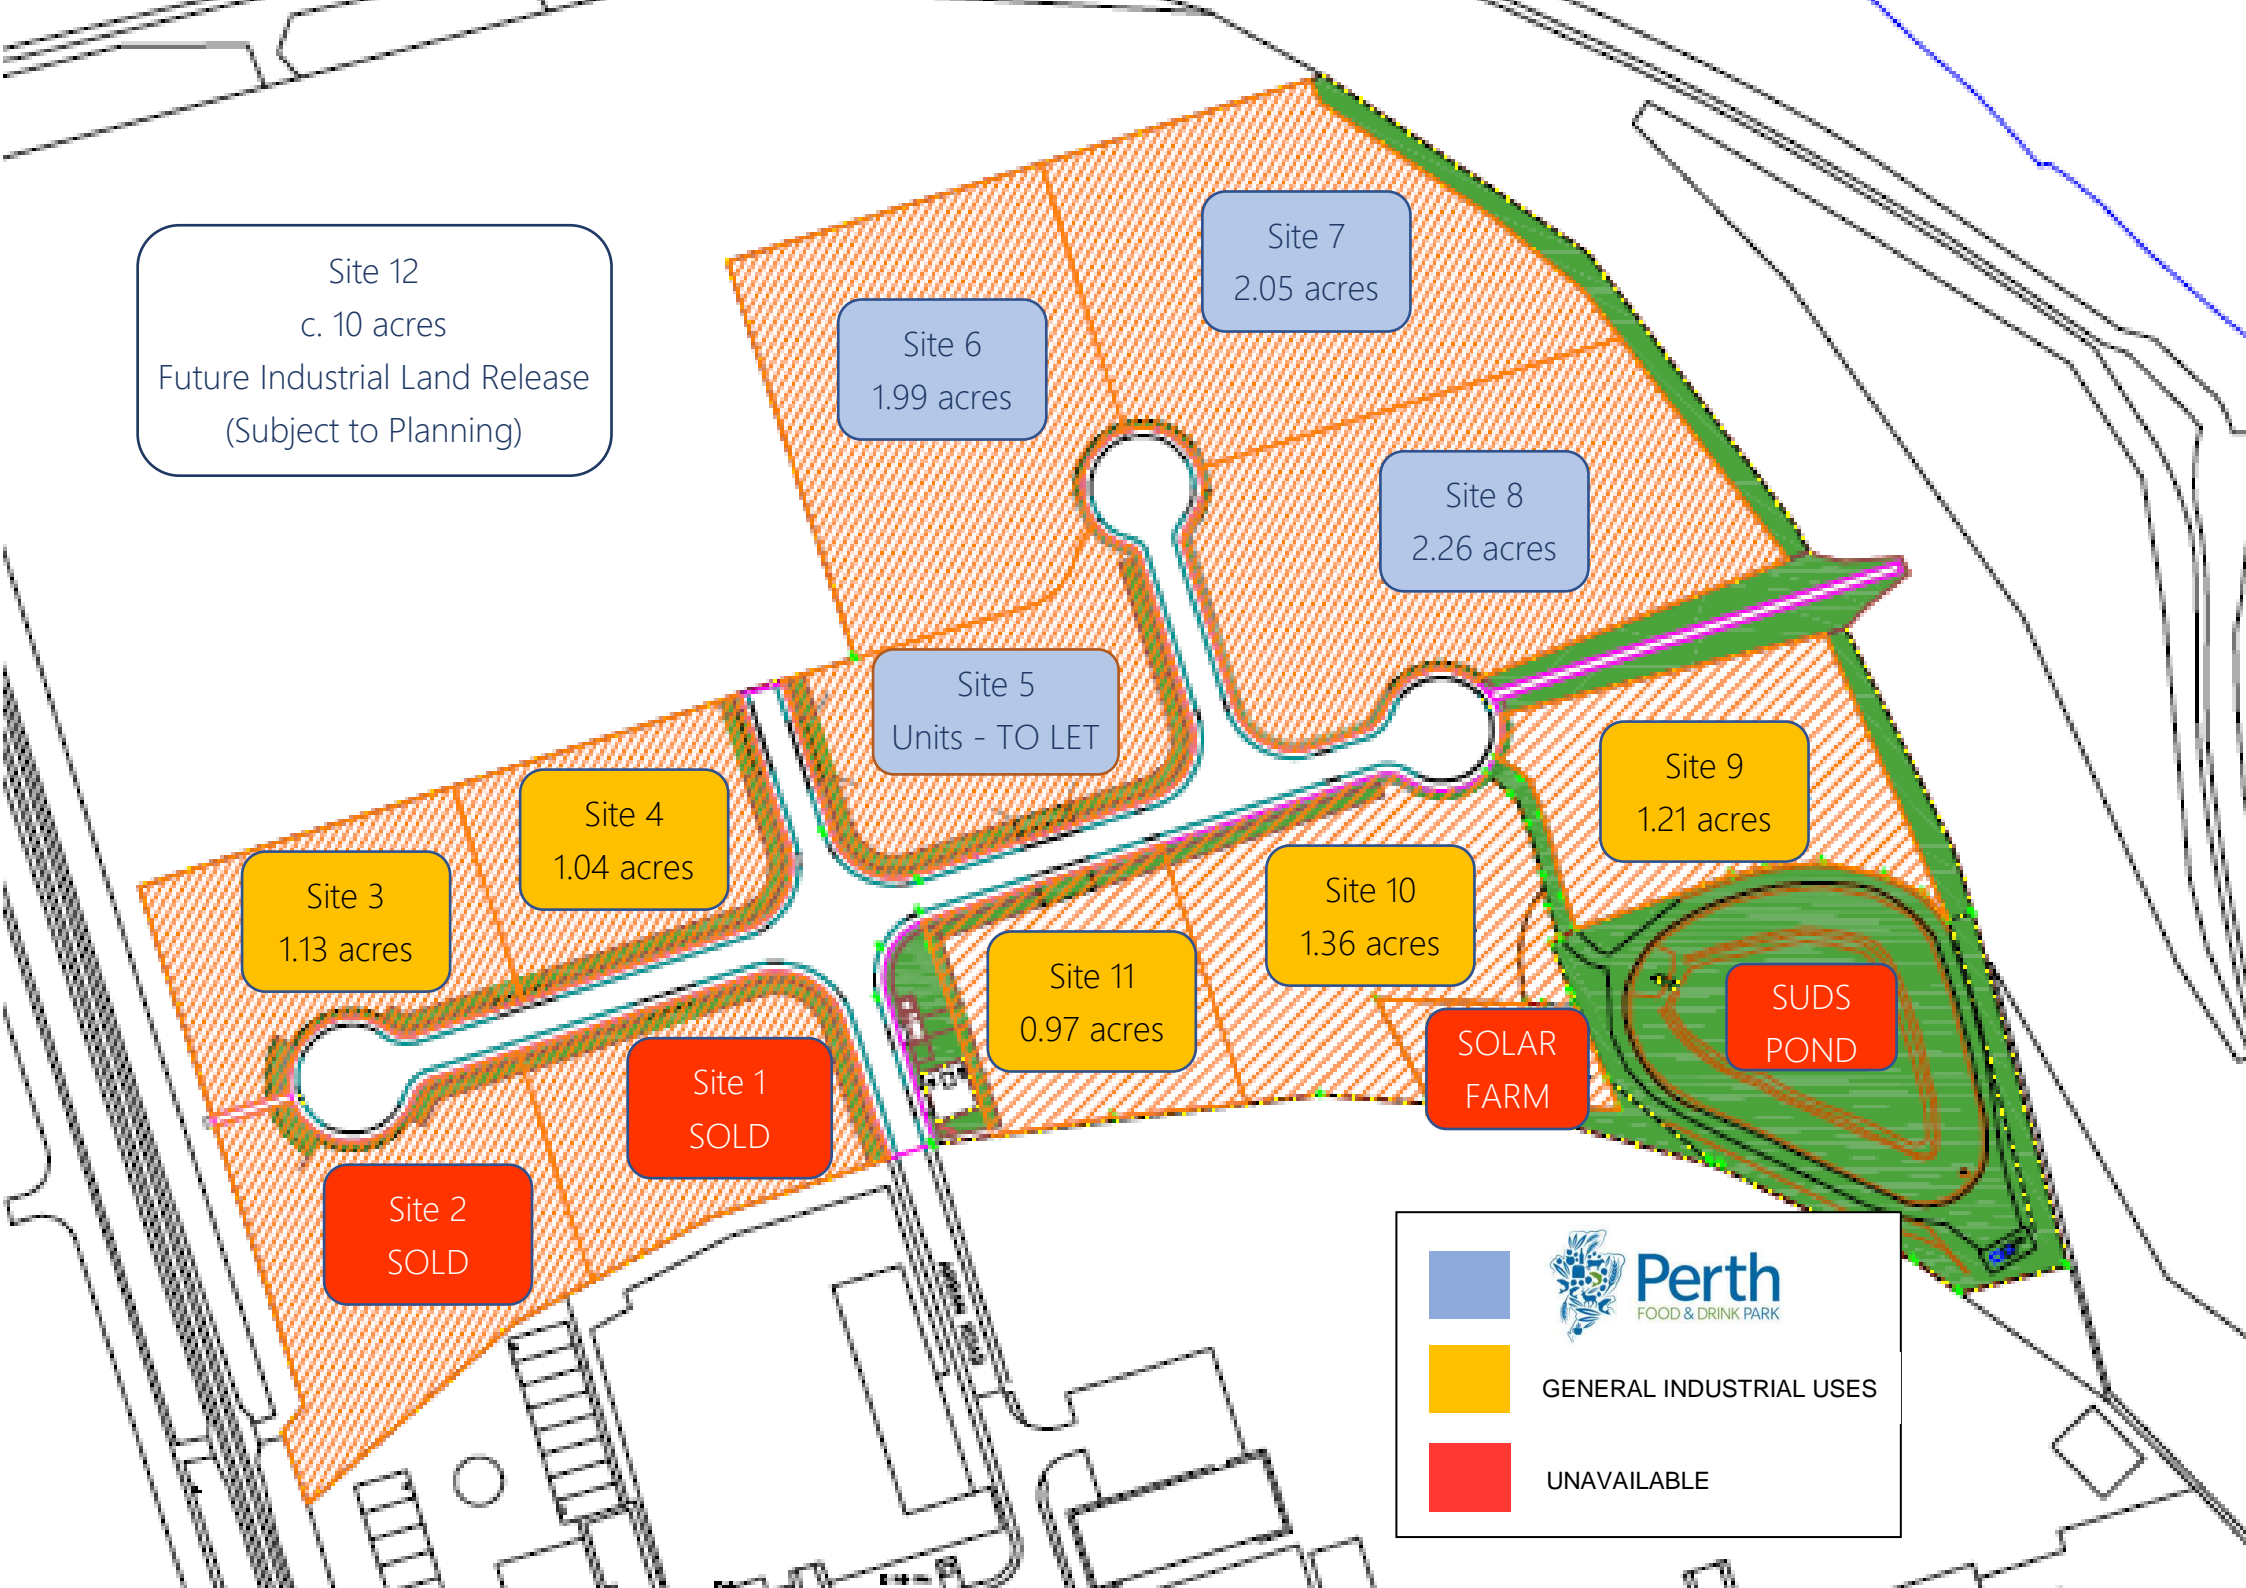 Site 12
c. 10 acres
Future Industrial Land Release
(Subject to Planning)
Site 7
2.05 acres
Site 6
1.99 acres
Site 8
2.26 acres
Site 5
Units - TO LET
Site 9
1.21 acres
Site 4
1.04 acres
Site 3
1.13 acres
Site 10
1.36 acres
Site 11
0.97 acres
SUDS
POND
SOLAR
FARM
Site 1
SOLD
Site 2
SOLD
Perth
FOOD & DRINK PARK
GENERAL INDUSTRIAL USES
UNAVAILABLE